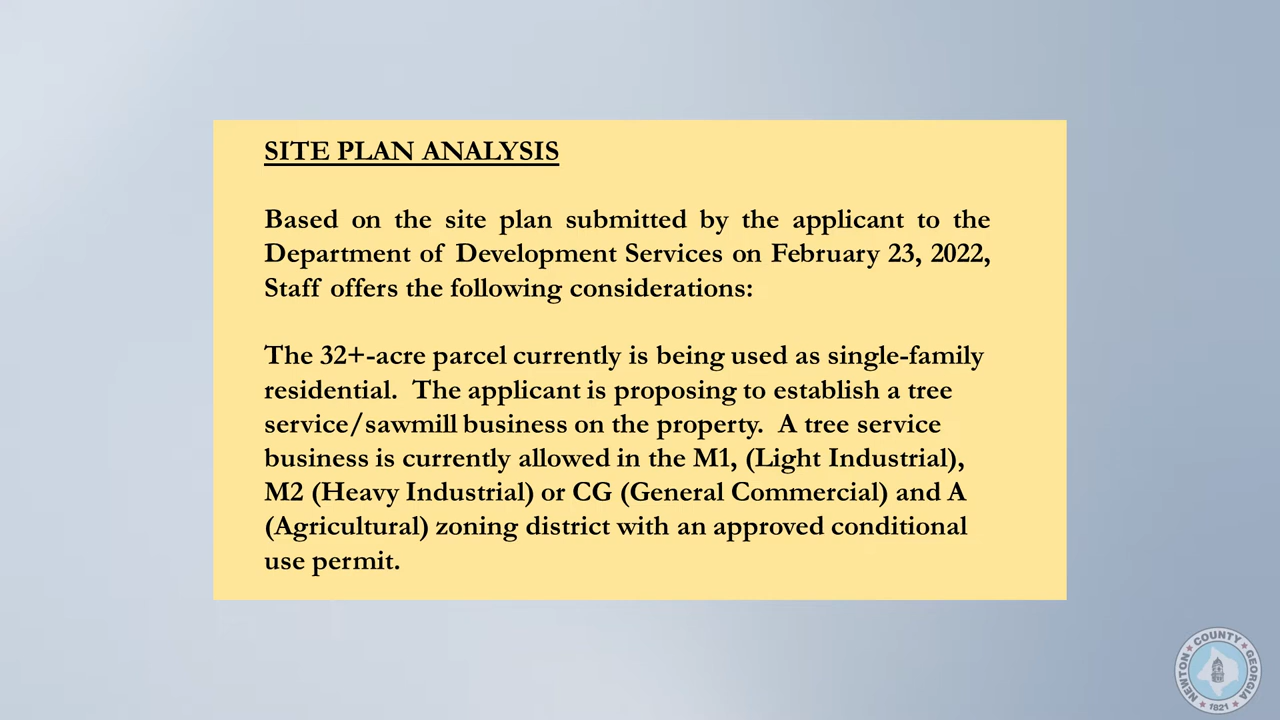 SITE PLAN ANALYSIS
Based on the site plan submitted by the applicant to the
Department of Development Services on February 23, 2022,
Staff offers the following considerations:
The 32+-acre parcel currently is being used as single-family
residential.  The applicant is proposing to establish a tree
service/sawmill business on the property.  A tree service
business is currently allowed in the M1, (Light Industrial),
M2 (Heavy Industrial) or CG (General Commercial) and A
(Agricultural) zoning district with an approved conditional
use permit.
NEWTON COUNTY GEORGIA
1821